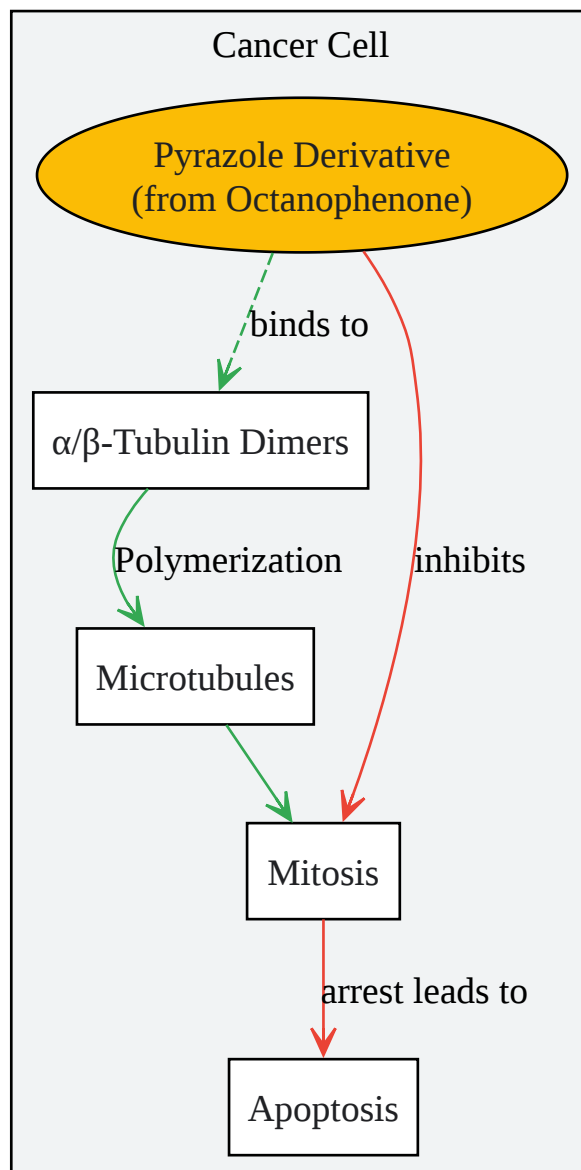 Cancer Cell
Pyrazole Derivative
(from Octanophenone)
binds to
α/β-Tubulin Dimers
Polymerization
inhibits
Microtubules
Mitosis
arrest leads to
Apoptosis